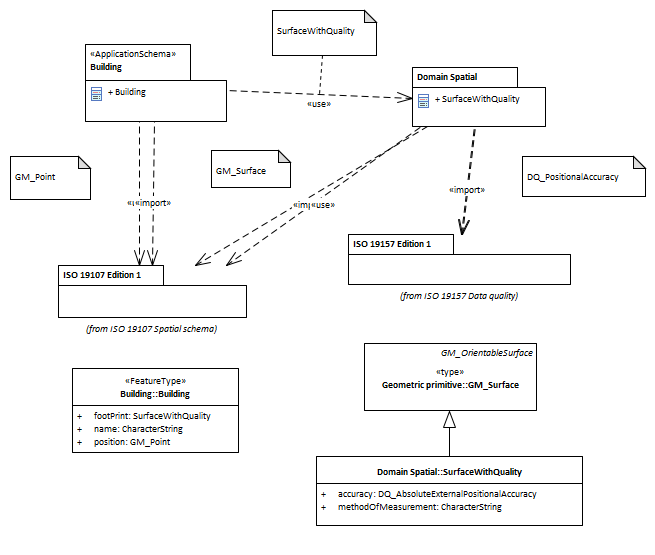 SurfaceWithQuality
«ApplicationSchema»
Building
+ Building
Domain Spatial
+ SurfaceWithQuality
«use»
GM_Point
GM_Surface
DQ_PositionalAccuracy
«import»
«use»
«import»
ISO 19107 Edition 1
(from ISO 19107 Spatial schema)
ISO 19157 Edition 1
(from ISO 19157 Data quality)
«FeatureType»
Building::Building
+ footPrint: SurfaceWithQuality
+ name: CharacterString
+ position: GM_Point
GM_OrientableSurface
«type»
Geometric primitive::GM_Surface
Domain Spatial::SurfaceWithQuality
+ accuracy: DQ_AbsoluteExternalPositionalAccuracy
+ methodOfMeasurement: CharacterString